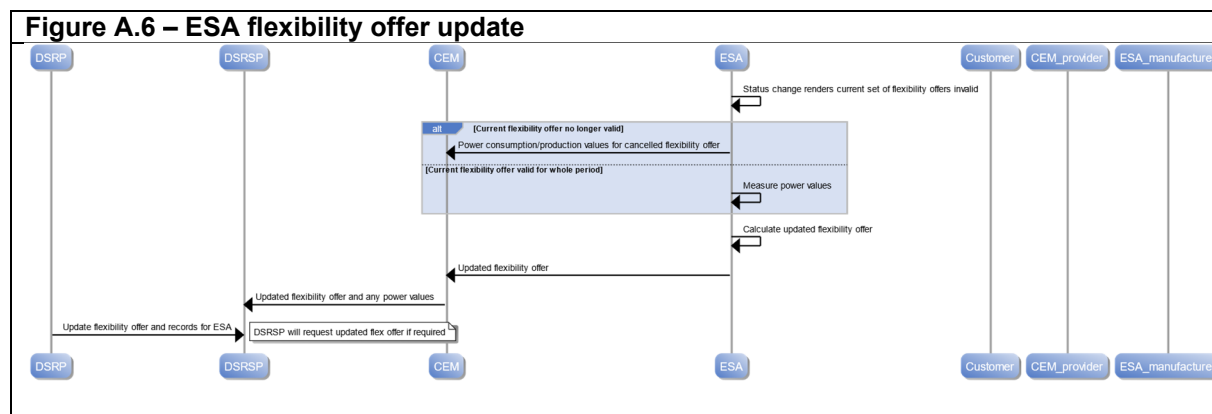 Figure A.6 – ESA flexibility offer update
DSRP DSRSP CEM ESA Customer CEM_provider ESA_manufacture
Status change renders current set of flexibility offers invalid
alt [Current flexibility offer no longer valid]
Power consumption/production values for cancelled flexibility offer
[Current flexibility offer valid for whole period]
Measure power values
Calculate updated flexibility offer
Updated flexibility offer
Updated flexibility offer and any power values
Update flexibility offer and records for ESA DSRSP will request updated flex offer if required
DSRP DSRSP CEM ESA Customer CEM_provider ESA_manufacture